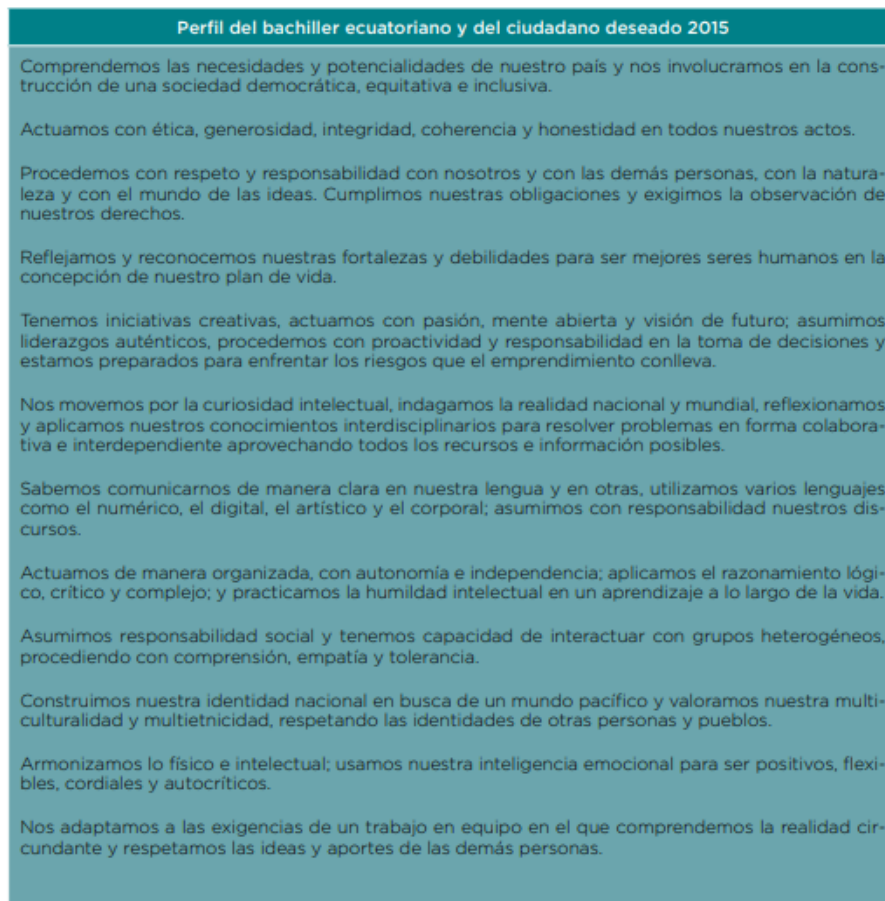 Perfil del bachiller ecuatoriano y del ciudadano deseado 2015
Comprendemos las necesidades y potencialidades de nuestro país y nos involucramos en la cons-
trucción de una sociedad democrática, equitativa e inclusiva.
Actuamos con ética, generosidad, integridad, coherencia y honestidad en todos nuestros actos.
Procedemos con respeto y responsabilidad con nosotros y con las demás personas, con la natura-
leza y con el mundo de las ideas. Cumplimos nuestras obligaciones y exigimos la observación de
nuestros derechos.
Reflejamos y reconocemos nuestras fortalezas y debilidades para ser mejores seres humanos en la
concepción de nuestro plan de vida.
Tenemos iniciativas creativas, actuamos con pasión, mente abierta y visión de futuro; asumimos
liderazgos auténticos, procedemos con proactividad y responsabilidad en la toma de decisiones y
estamos preparados para enfrentar los riesgos que el emprendimiento conlleva.
Nos movemos por la curiosidad intelectual, indagamos la realidad nacional y mundial, reflexionamos
y aplicamos nuestros conocimientos interdisciplinarios para resolver problemas en forma colabora-
tiva e interdependiente aprovechando todos los recursos e información posibles.
Sabemos comunicarnos de manera clara en nuestra lengua y en otras, utilizamos varios lenguajes
como el numérico, el digital, el artístico y el corporal; asumimos con responsabilidad nuestros dis-
cursos.
Actuamos de manera organizada, con autonomía e independencia; aplicamos el razonamiento lógi-
co, crítico y complejo; y practicamos la humildad intelectual en un aprendizaje a lo largo de la vida.
Asumimos responsabilidad social y tenemos capacidad de interactuar con grupos heterogéneos,
procediendo con comprensión, empatía y tolerancia.
Construimos nuestra identidad nacional en busca de un mundo pacífico y valoramos nuestra multi-
culturalidad y multietnicidad, respetando las identidades de otras personas y pueblos.
Armonizamos lo físico e intelectual; usamos nuestra inteligencia emocional para ser positivos, flexi-
bles, cordiales y autocríticos.
Nos adaptamos a las exigencias de un trabajo en equipo en el que comprendemos la realidad cir-
cundante y respetamos las ideas y aportes de las demás personas.